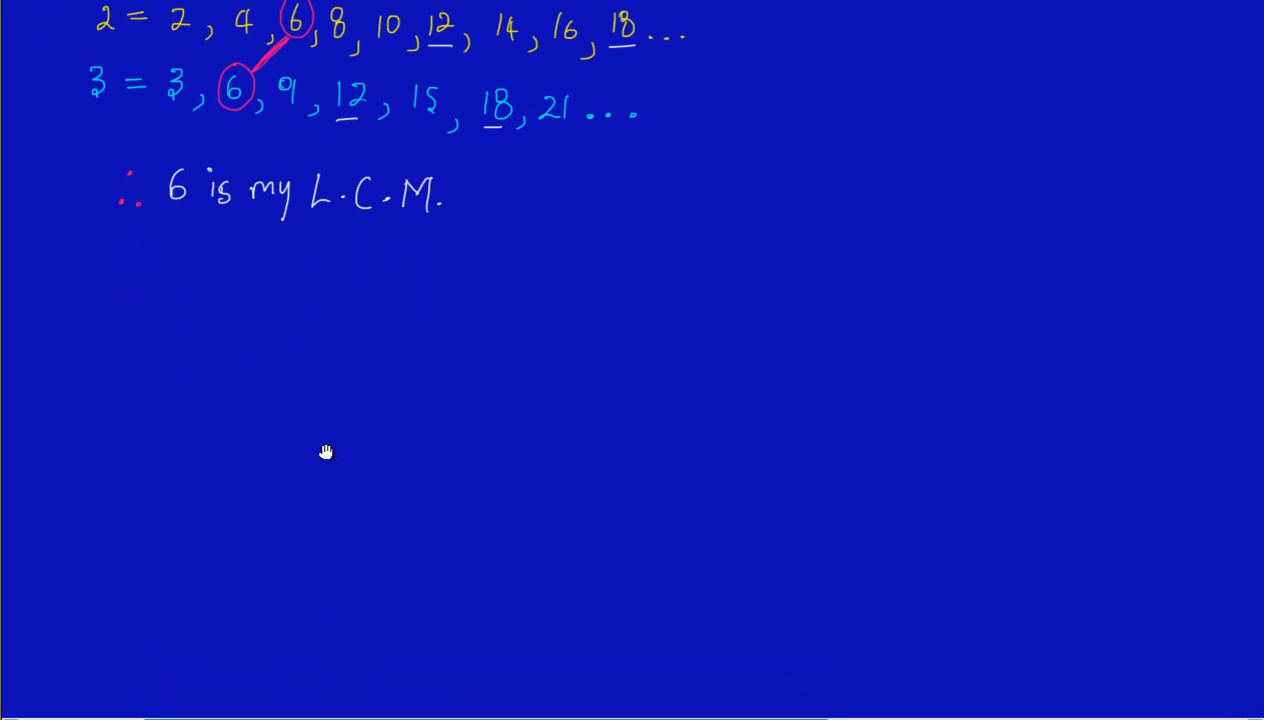 2 = 2, 4, 6, 8, 10, 12, 14, 16, 18...
3 = 3, 6, 9, 12, 15, 18, 21...
∴ 6 is my L.C.M.